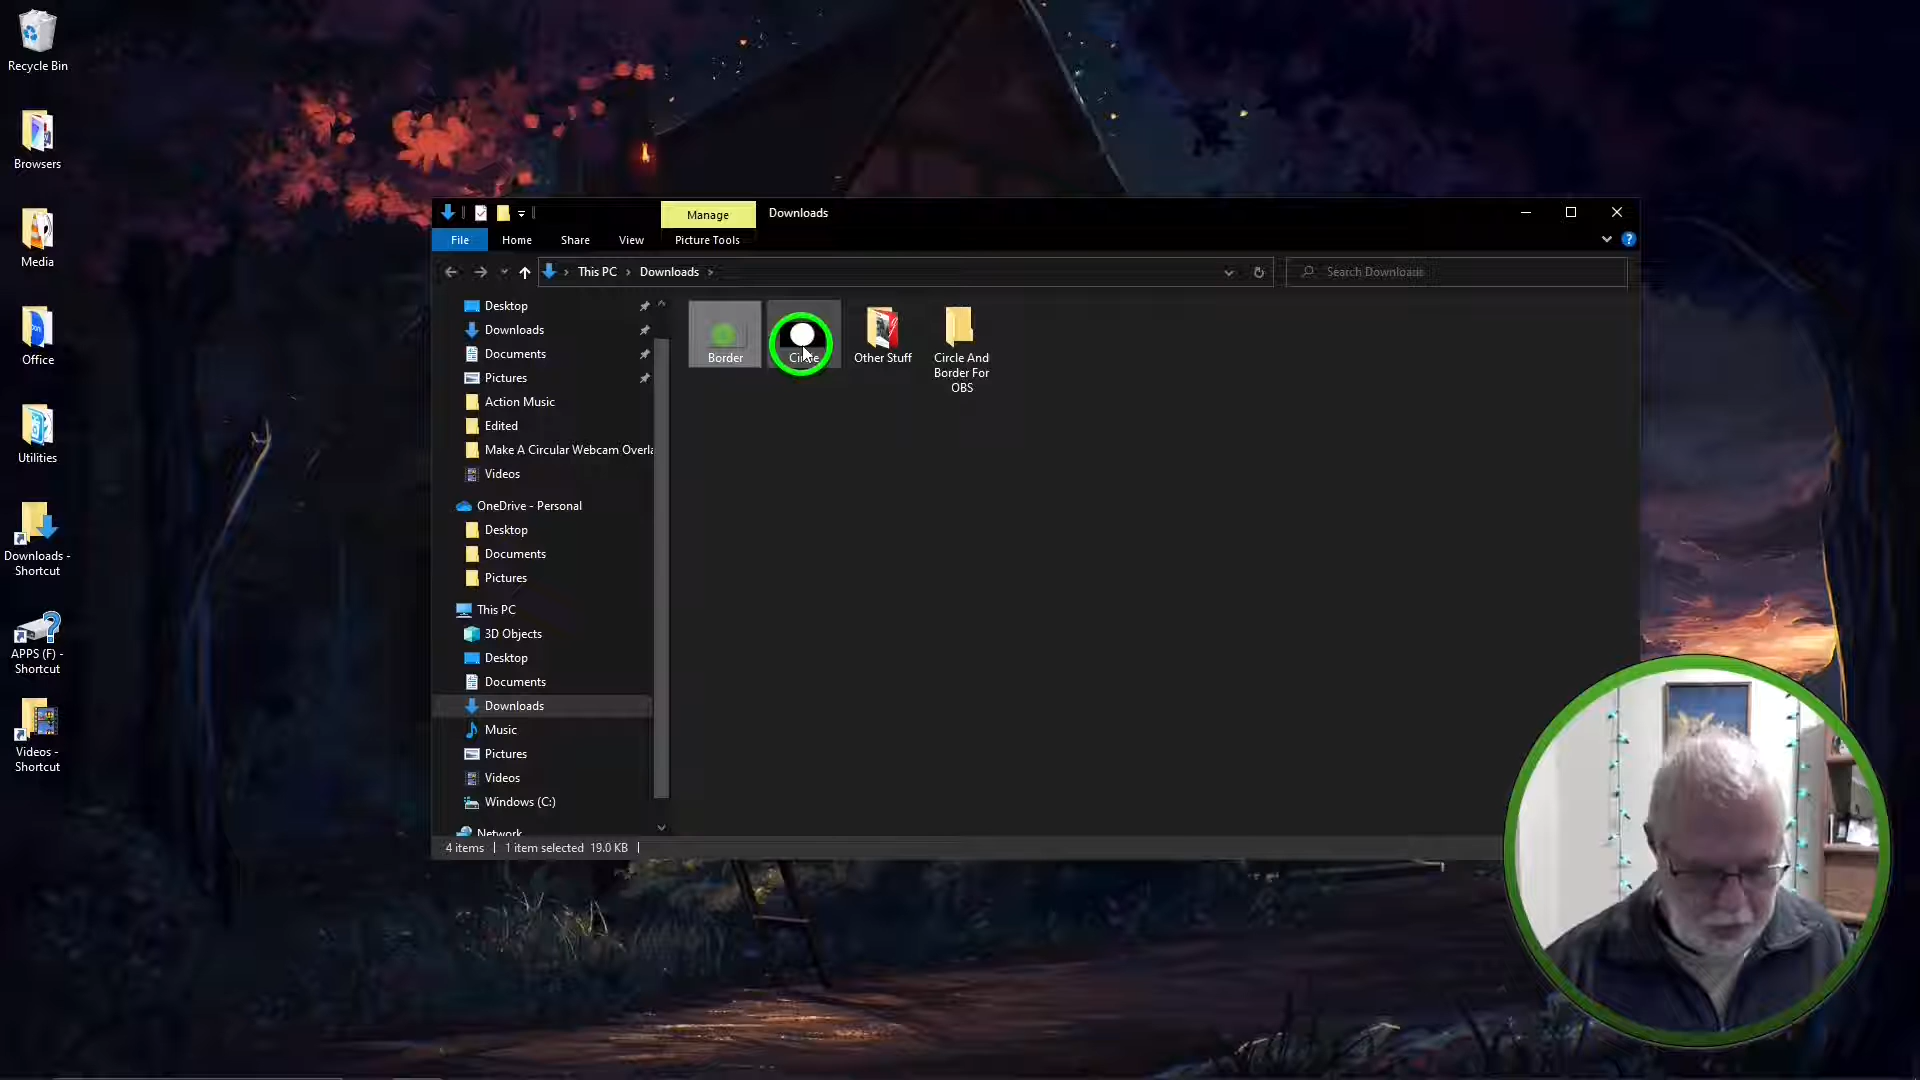 Recycle Bin
Browsers
Media
Office
Utilities
Downloads -
Shortcut
APPS (F) -
Shortcut
Videos -
Shortcut
Manage
Downloads
File
Home
Share
View
Picture Tools
This PC
Downloads
Search Downloads
Desktop
Downloads
Documents
Pictures
Action Music
Edited
Make A Circular Webcam Overla
Videos
OneDrive - Personal
Desktop
Documents
Pictures
This PC
3D Objects
Desktop
Documents
Downloads
Music
Pictures
Videos
Windows (C:)
Network
Border
Circle
Other Stuff
Circle And
Border For
OBS
4 items
1 item selected 19.0 KB